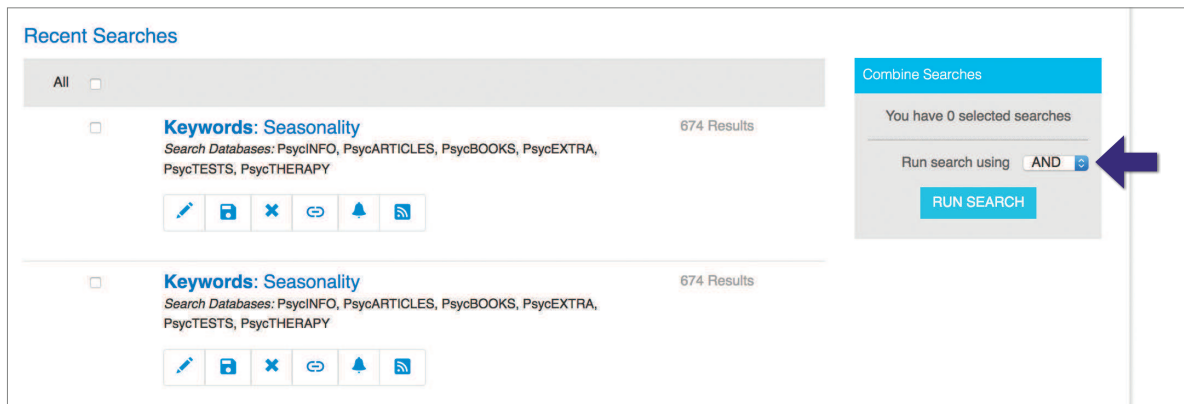 Recent Searches
All
Keywords: Seasonality
674 Results
Search Databases: PsycINFO, PsycARTICLES, PsycBOOKS, PsycEXTRA,
PsycTESTS, PsycTHERAPY
Keywords: Seasonality
674 Results
Search Databases: PsycINFO, PsycARTICLES, PsycBOOKS, PsycEXTRA,
PsycTESTS, PsycTHERAPY
Combine Searches
You have 0 selected searches
Run search using AND
RUN SEARCH